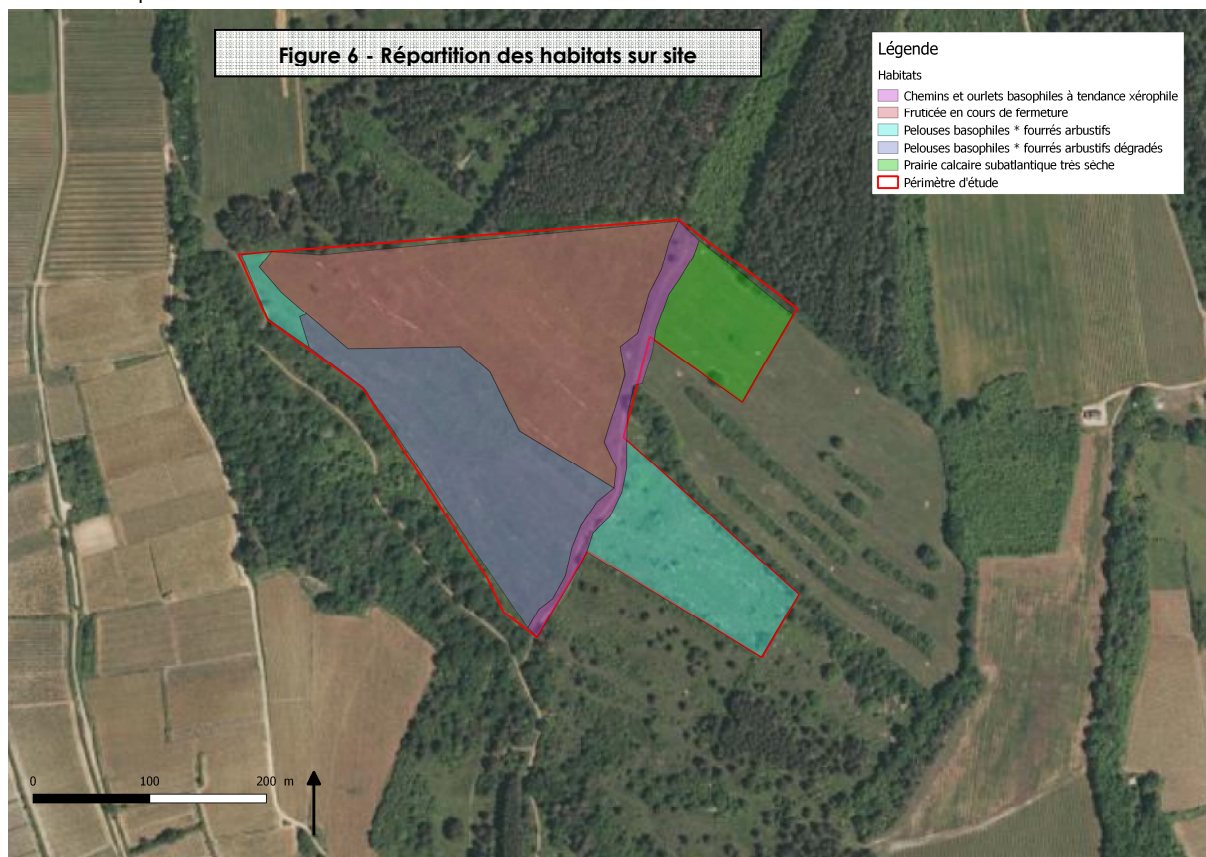 Figure 6 - Répartition des habitats sur site
Légende
Habitats
Chemins et ourlets basophiles à tendance xérophile
Fruticée en cours de fermeture
Pelouses basophiles * fourrés arbustifs
Pelouses basophiles * fourrés arbustifs dégradés
Prairie calcaire subatlantique très sèche
Périmètre d'étude
0 100 200 m